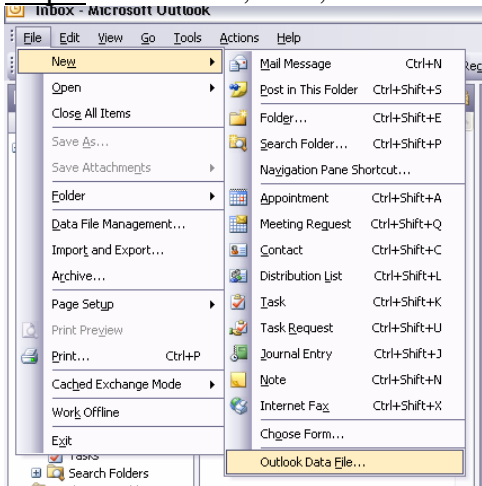 Inbox - Microsoft Outlook
File Edit View Go Tools Actions Help
New
Open
Close All Items
Save As...
Save Attachments
Folder
Data File Management...
Import and Export...
Archive...
Page Setup
Print Preview
Print... Ctrl+P
Cached Exchange Mode
Work Offline
Exit
Mail Message Ctrl+N
Post in This Folder Ctrl+Shift+S
Folder... Ctrl+Shift+E
Search Folder... Ctrl+Shift+P
Navigation Pane Shortcut...
Appointment Ctrl+Shift+A
Meeting Request Ctrl+Shift+Q
Contact Ctrl+Shift+C
Distribution List Ctrl+Shift+L
Task Ctrl+Shift+K
Task Request Ctrl+Shift+U
Journal Entry Ctrl+Shift+J
Note Ctrl+Shift+N
Internet Fax Ctrl+Shift+X
Choose Form...
Outlook Data File...
Tasks
Search Folders